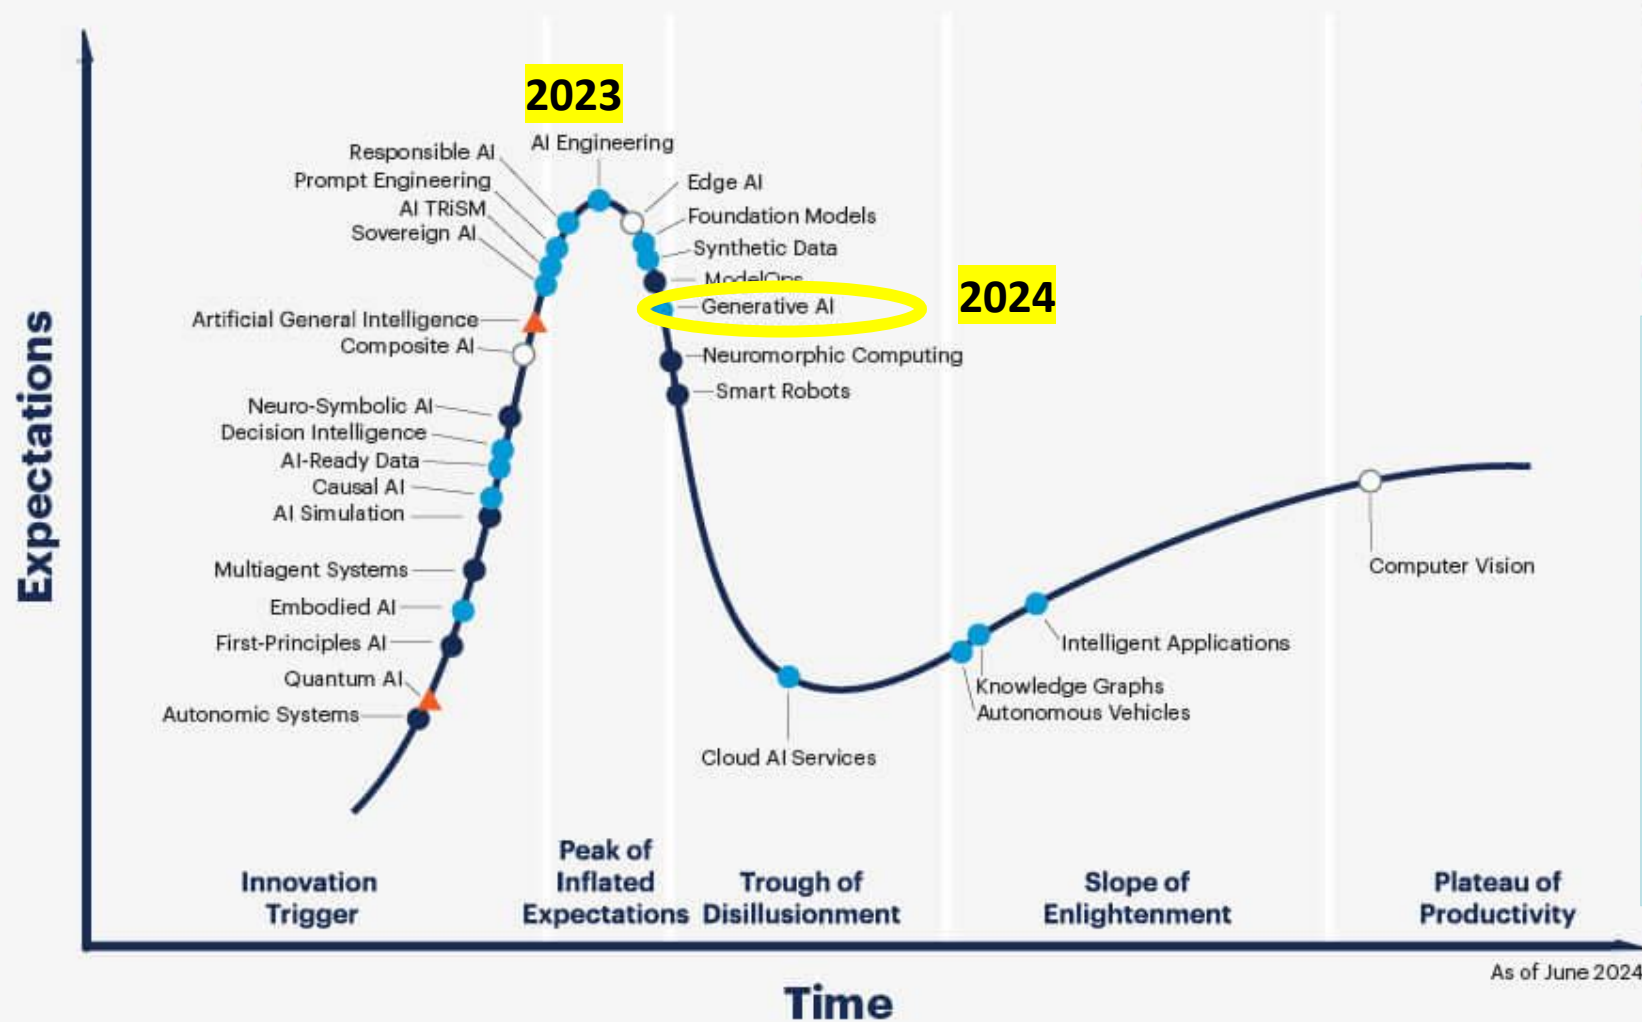 2023
AI Engineering
Responsible AI
Prompt Engineering
AI TRiSM
Sovereign AI
Artificial General Intelligence
Composite AI
Neuro-Symbolic AI
Decision Intelligence
AI-Ready Data
Causal AI
AI Simulation
Multiagent Systems
Embodied AI
First-Principles AI
Quantum AI
Autonomic Systems
Edge AI
Foundation Models
Synthetic Data
ModelOps
Generative AI
2024
Neuromorphic Computing
Smart Robots
Cloud AI Services
Computer Vision
Intelligent Applications
Knowledge Graphs
Autonomous Vehicles
Expectations
Innovation
Trigger
Peak of
Inflated
Expectations
Trough of
Disillusionment
Slope of
Enlightenment
Plateau of
Productivity
As of June 2024
Time